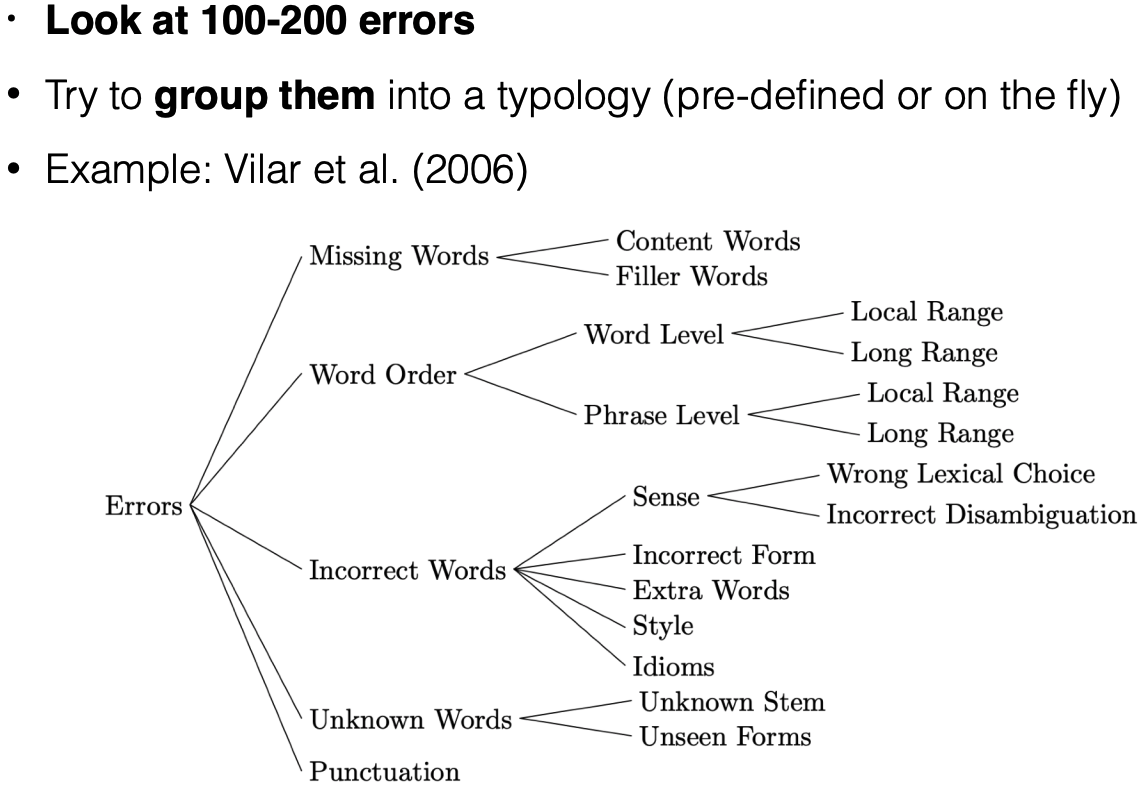 • Look at 100-200 errors
• Try to group them into a typology (pre-defined or on the fly)
• Example: Vilar et al. (2006)
Errors
Missing Words
Content Words
Filler Words
Word Order
Word Level
Local Range
Long Range
Phrase Level
Local Range
Long Range
Incorrect Words
Sense
Wrong Lexical Choice
Incorrect Disambiguation
Incorrect Form
Extra Words
Style
Idioms
Unknown Words
Unknown Stem
Unseen Forms
Punctuation